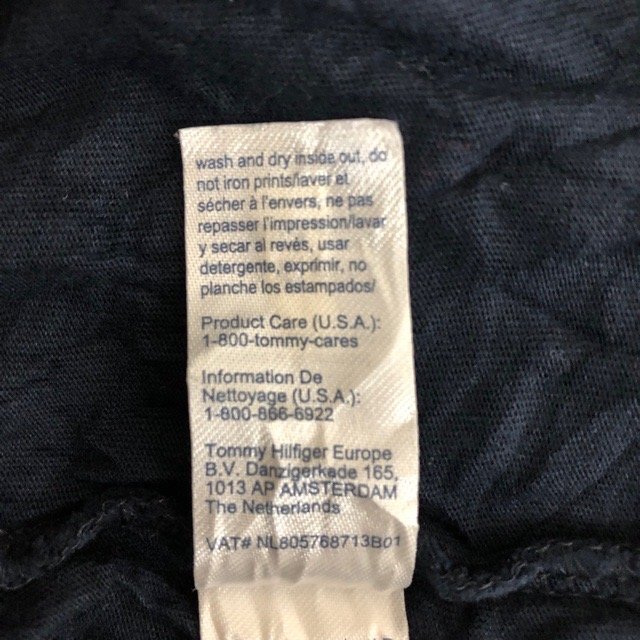 wash and dry inside out, do
not iron prints/laver et
sécher à l'envers, ne pas
repasser l'impression/lavar
y secar al revés, usar
detergente, exprimir, no
planche los estampados/
Product Care (U.S.A.):
1-800-tommy-cares
Information De
Nettoyage (U.S.A.):
1-800-866-6922
Tommy Hilfiger Europe
B.V. Danzigerkade 165,
1013 AP AMSTERDAM
The Netherlands
VAT# NL805768713B01